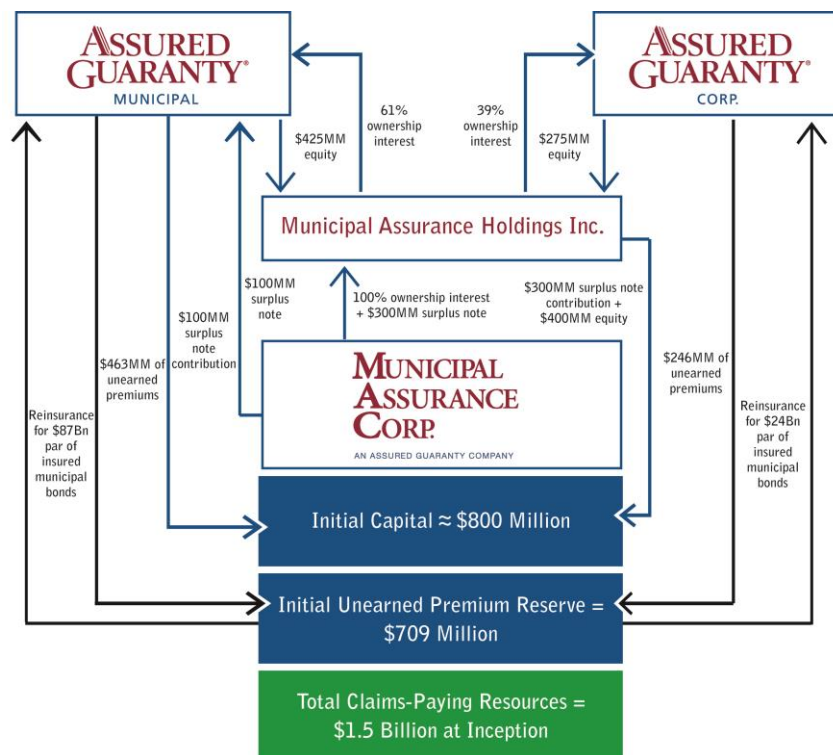 ASSURED
GUARANTY®
MUNICIPAL
ASSURED
GUARANTY®
CORP.
$425MM
equity
61%
ownership
interest
39%
ownership
interest
$275MM
equity
Municipal Assurance Holdings Inc.
$100MM
surplus
note
100% ownership interest
+ $300MM surplus note
$300MM surplus note
contribution +
$400MM equity
$100MM
surplus
note
contribution
$463MM of
unearned
premiums
$246MM of
unearned
premiums
Reinsurance
for $87Bn
par of
insured
municipal
bonds
Reinsurance
for $24Bn
par of
insured
municipal
bonds
MUNICIPAL
ASSURANCE
CORP.
AN ASSURED GUARANTY COMPANY
Initial Capital ≈ $800 Million
Initial Unearned Premium Reserve =
$709 Million
Total Claims-Paying Resources =
$1.5 Billion at Inception